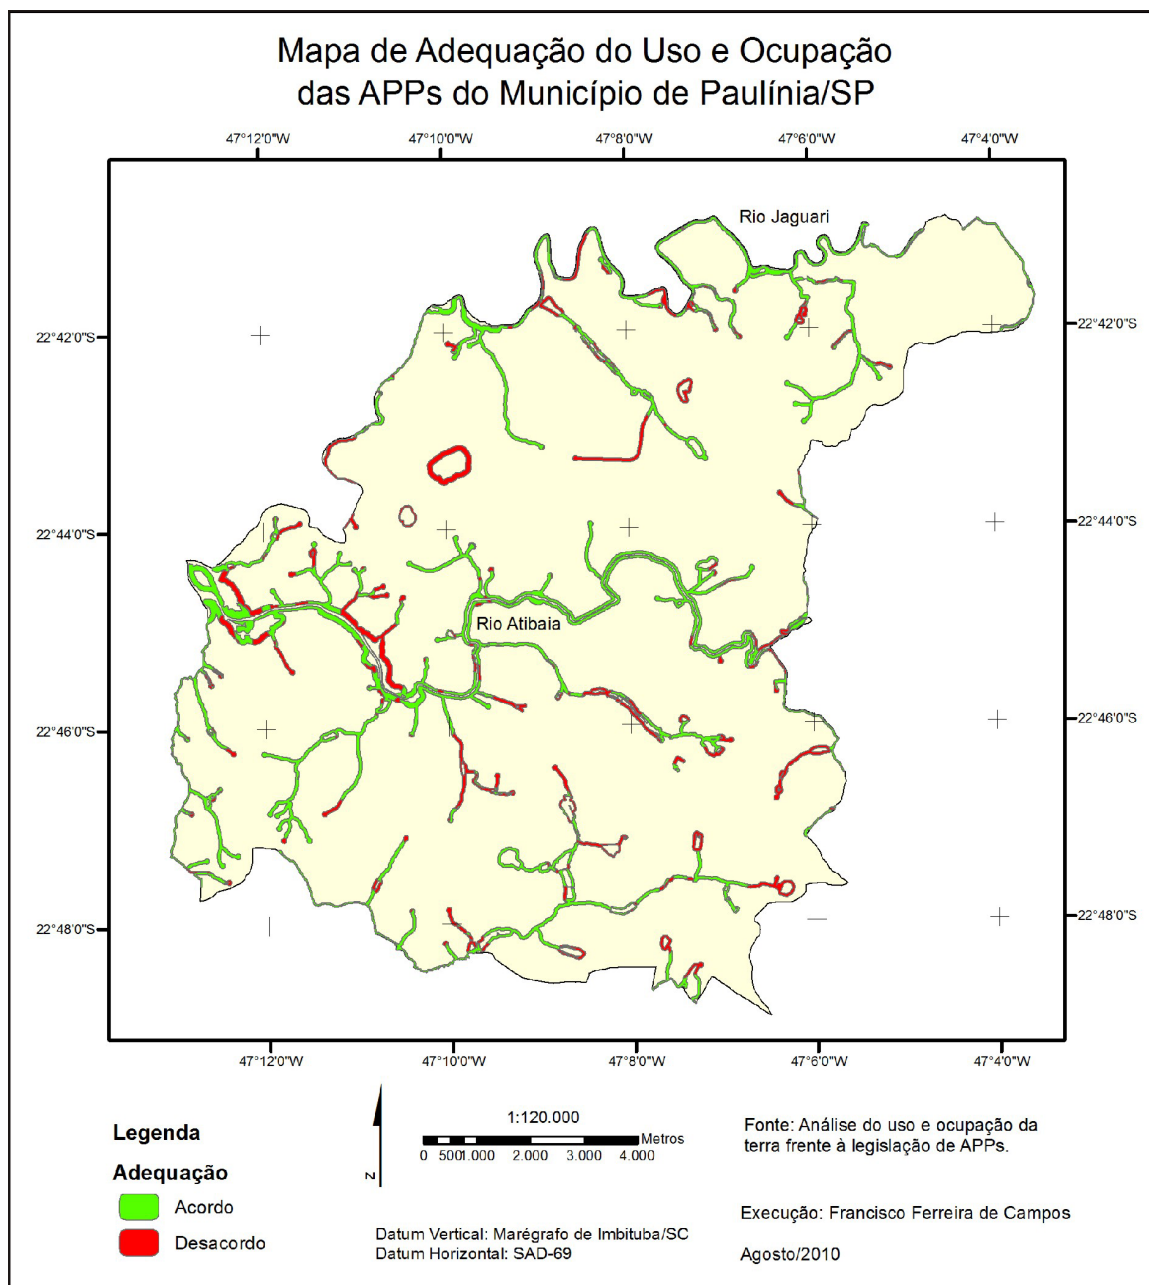 Mapa de Adequação do Uso e Ocupação
das APPs do Município de Paulínia/SP
47°12'0"W 47°10'0"W 47°8'0"W 47°6'0"W 47°4'0"W
Rio Jaguari
22°42'0"S 22°42'0"S
22°44'0"S 22°44'0"S
Rio Atibaia
22°46'0"S 22°46'0"S
22°48'0"S 22°48'0"S
47°12'0"W 47°10'0"W 47°8'0"W 47°6'0"W 47°4'0"W
Legenda
Adequação
Acordo
Desacordo
N
1:120.000
Metros
0 500 1.000 2.000 3.000 4.000
Datum Vertical: Marégrafo de Imbituba/SC
Datum Horizontal: SAD-69
Fonte: Análise do uso e ocupação da
terra frente à legislação de APPs.
Execução: Francisco Ferreira de Campos
Agosto/2010